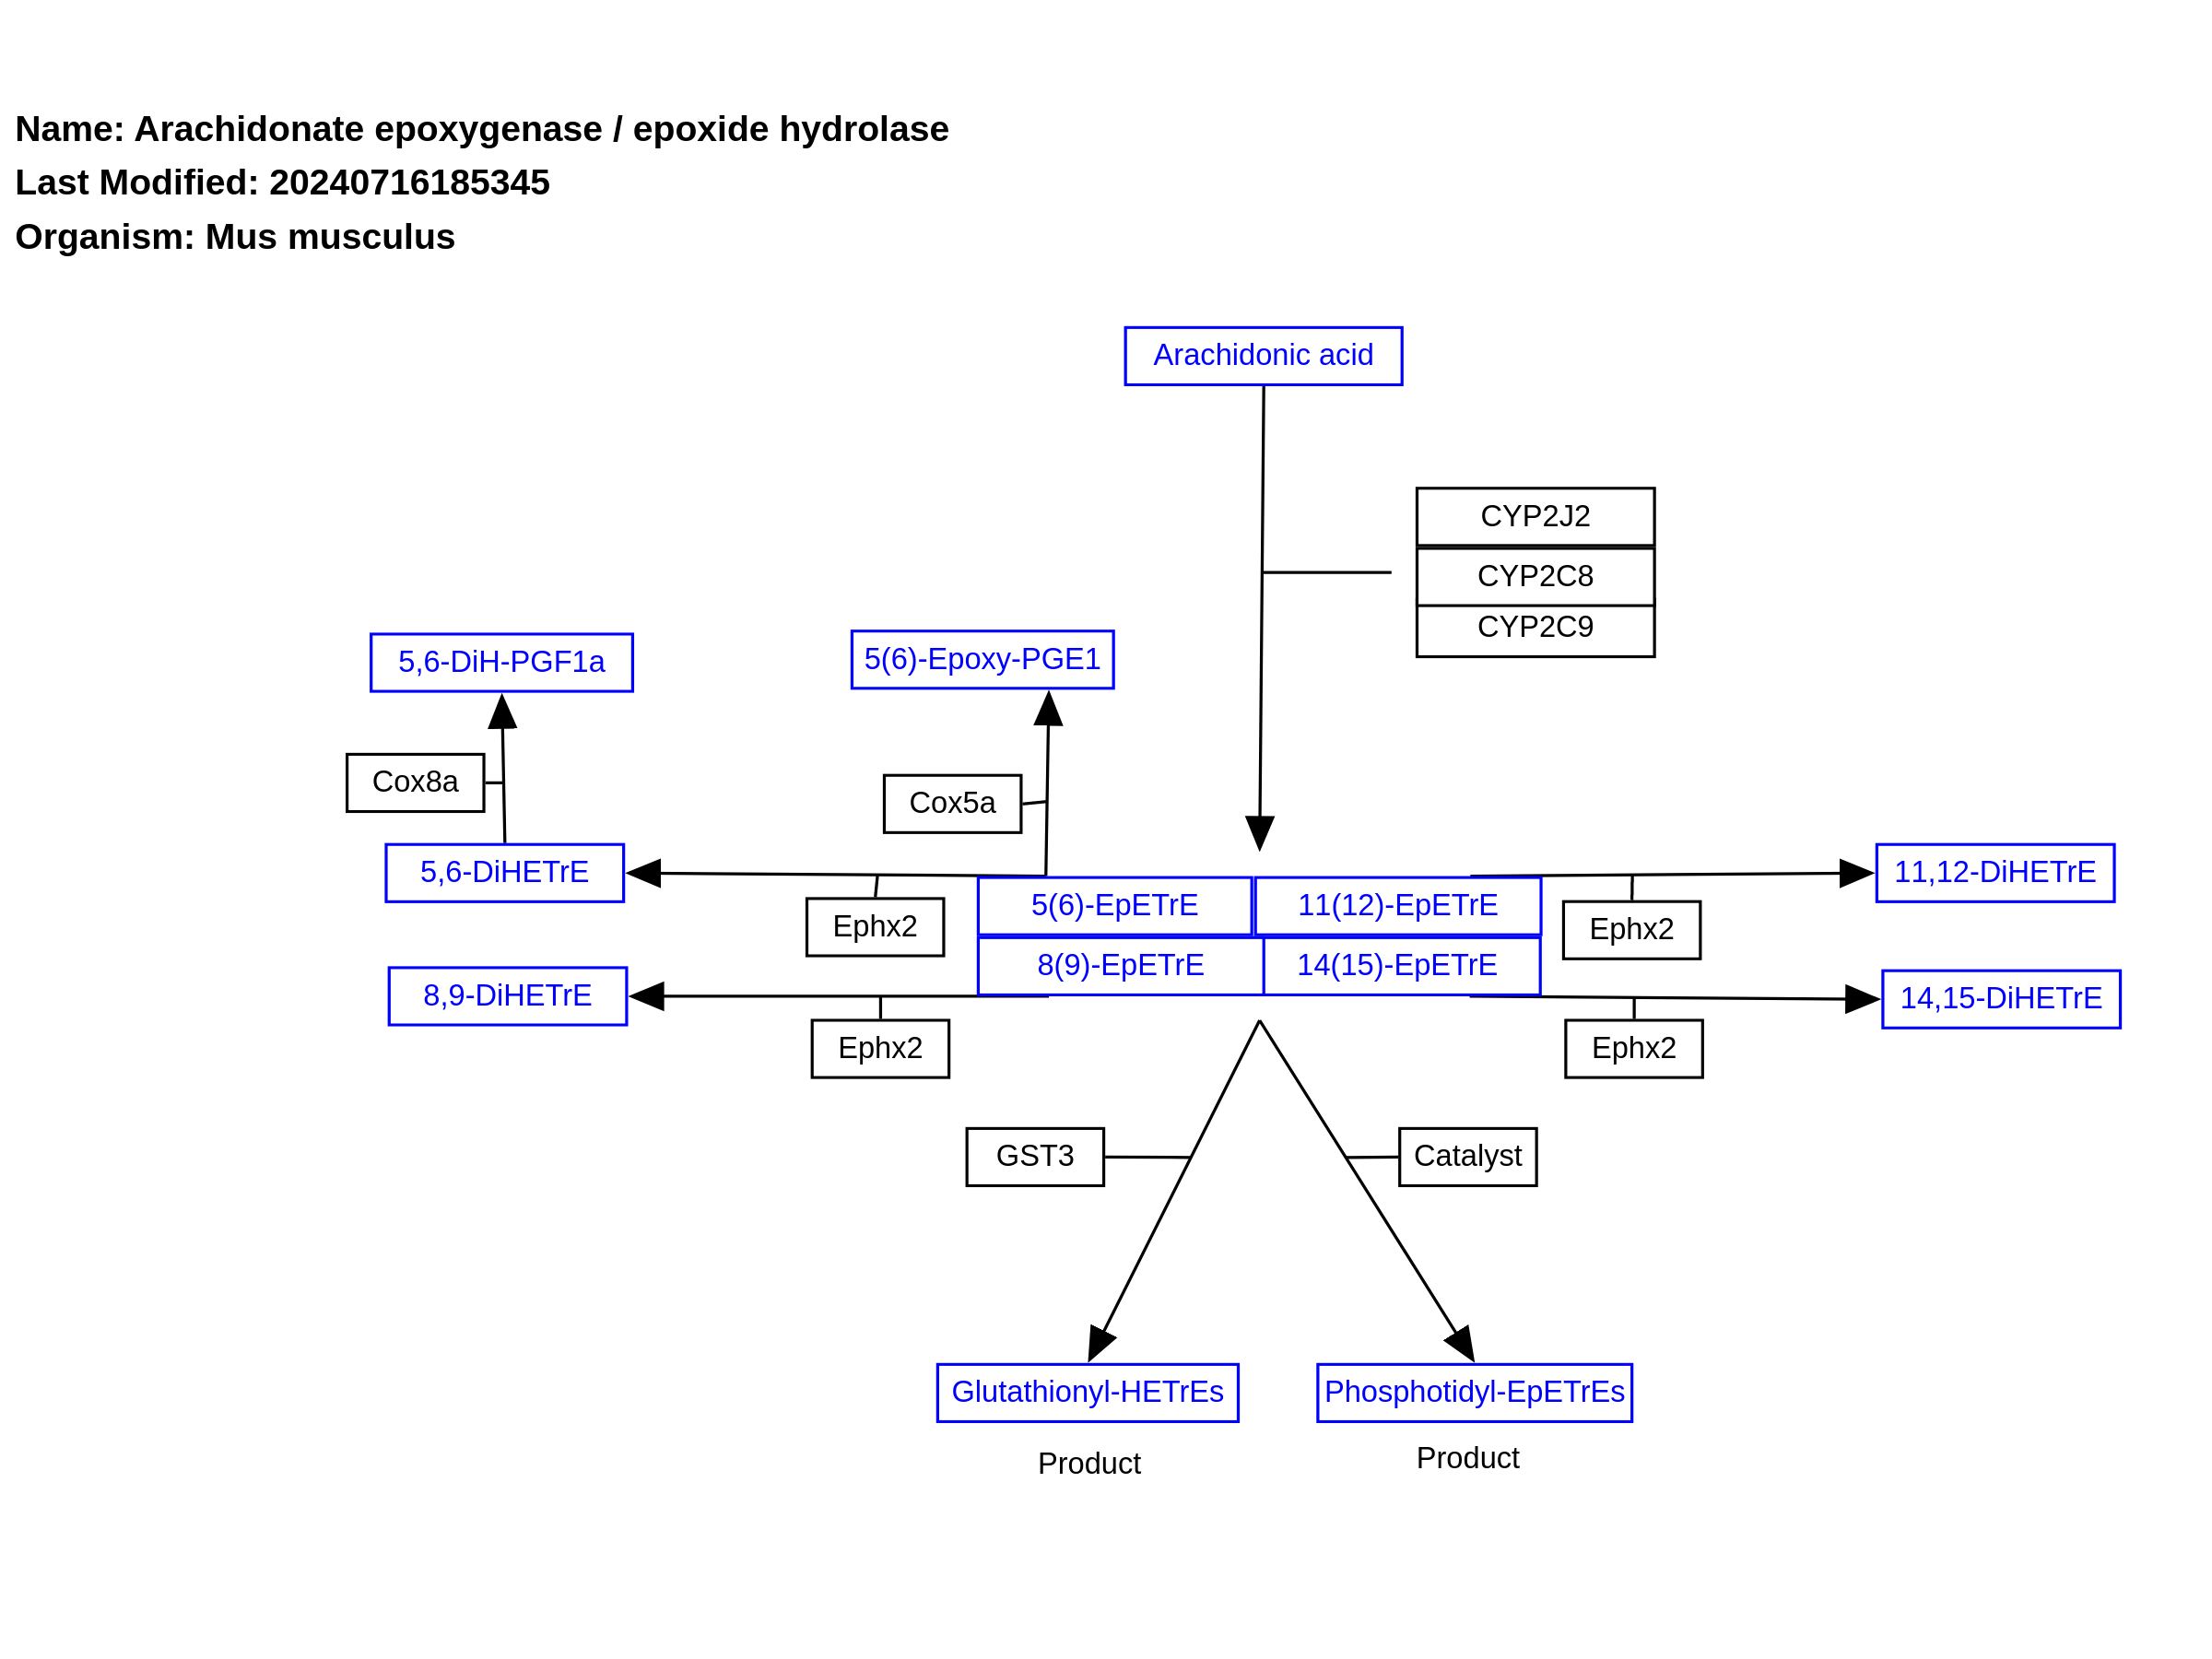 Name: Arachidonate epoxygenase / epoxide hydrolase
Last Modified: 20240716185345
Organism: Mus musculus
Arachidonic acid
CYP2J2
CYP2C8
CYP2C9
5,6-DiH-PGF1a
5(6)-Epoxy-PGE1
Cox8a
Cox5a
5,6-DiHETrE
11,12-DiHETrE
5(6)-EpETrE
11(12)-EpETrE
Ephx2
Ephx2
8(9)-EpETrE
14(15)-EpETrE
8,9-DiHETrE
14,15-DiHETrE
Ephx2
Ephx2
GST3
Catalyst
Glutathionyl-HETrEs
Phosphotidyl-EpETrEs
Product
Product